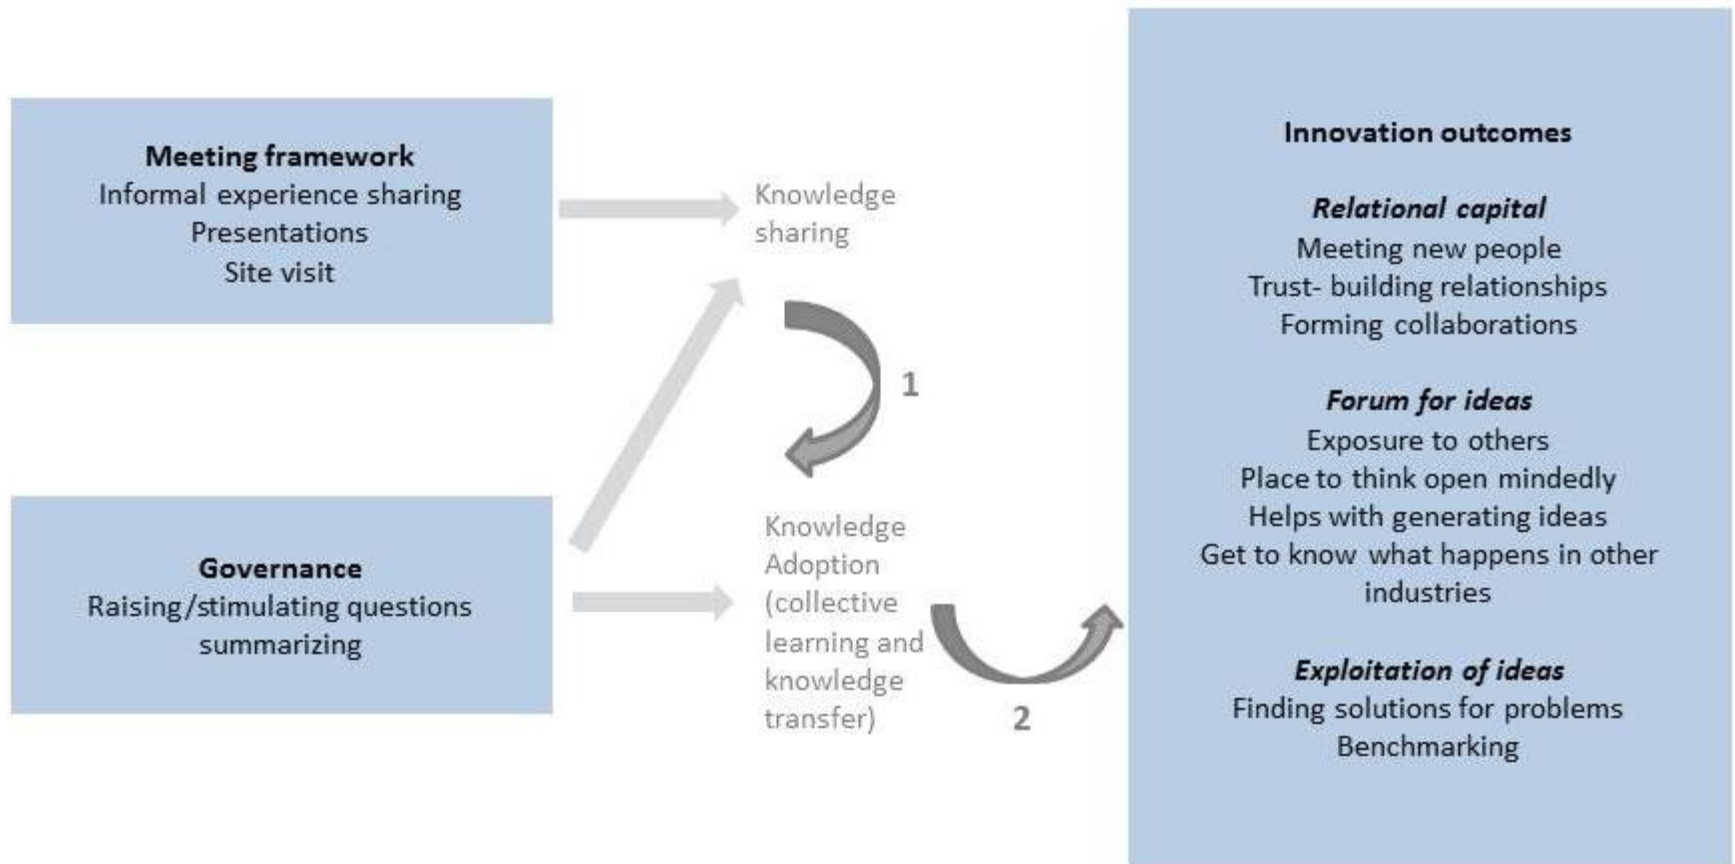 Meeting framework
Informal experience sharing
Presentations
Site visit
Governance
Raising/stimulating questions
summarizing
Knowledge
sharing
1
Knowledge
Adoption
(collective
learning and
knowledge
transfer)
2
Innovation outcomes
Relational capital
Meeting new people
Trust- building relationships
Forming collaborations
Forum for ideas
Exposure to others
Place to think open mindedly
Helps with generating ideas
Get to know what happens in other
industries
Exploitation of ideas
Finding solutions for problems
Benchmarking